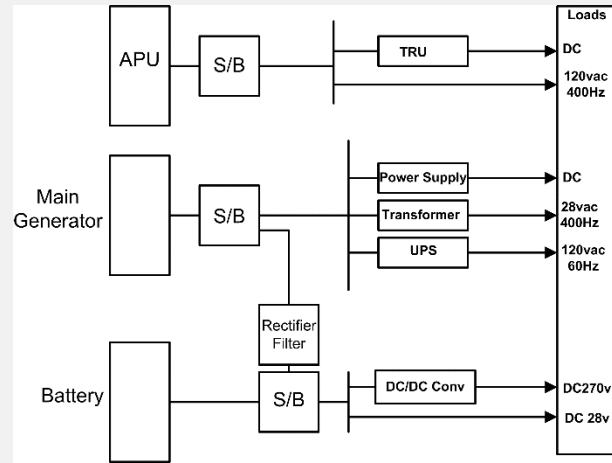 Loads
APU
S/B
TRU
DC
120vac
400Hz
Main
Generator
S/B
Power Supply
DC
Transformer
28vac
400Hz
UPS
120vac
60Hz
Rectifier
Filter
Battery
S/B
DC/DC Conv
DC270v
DC 28v